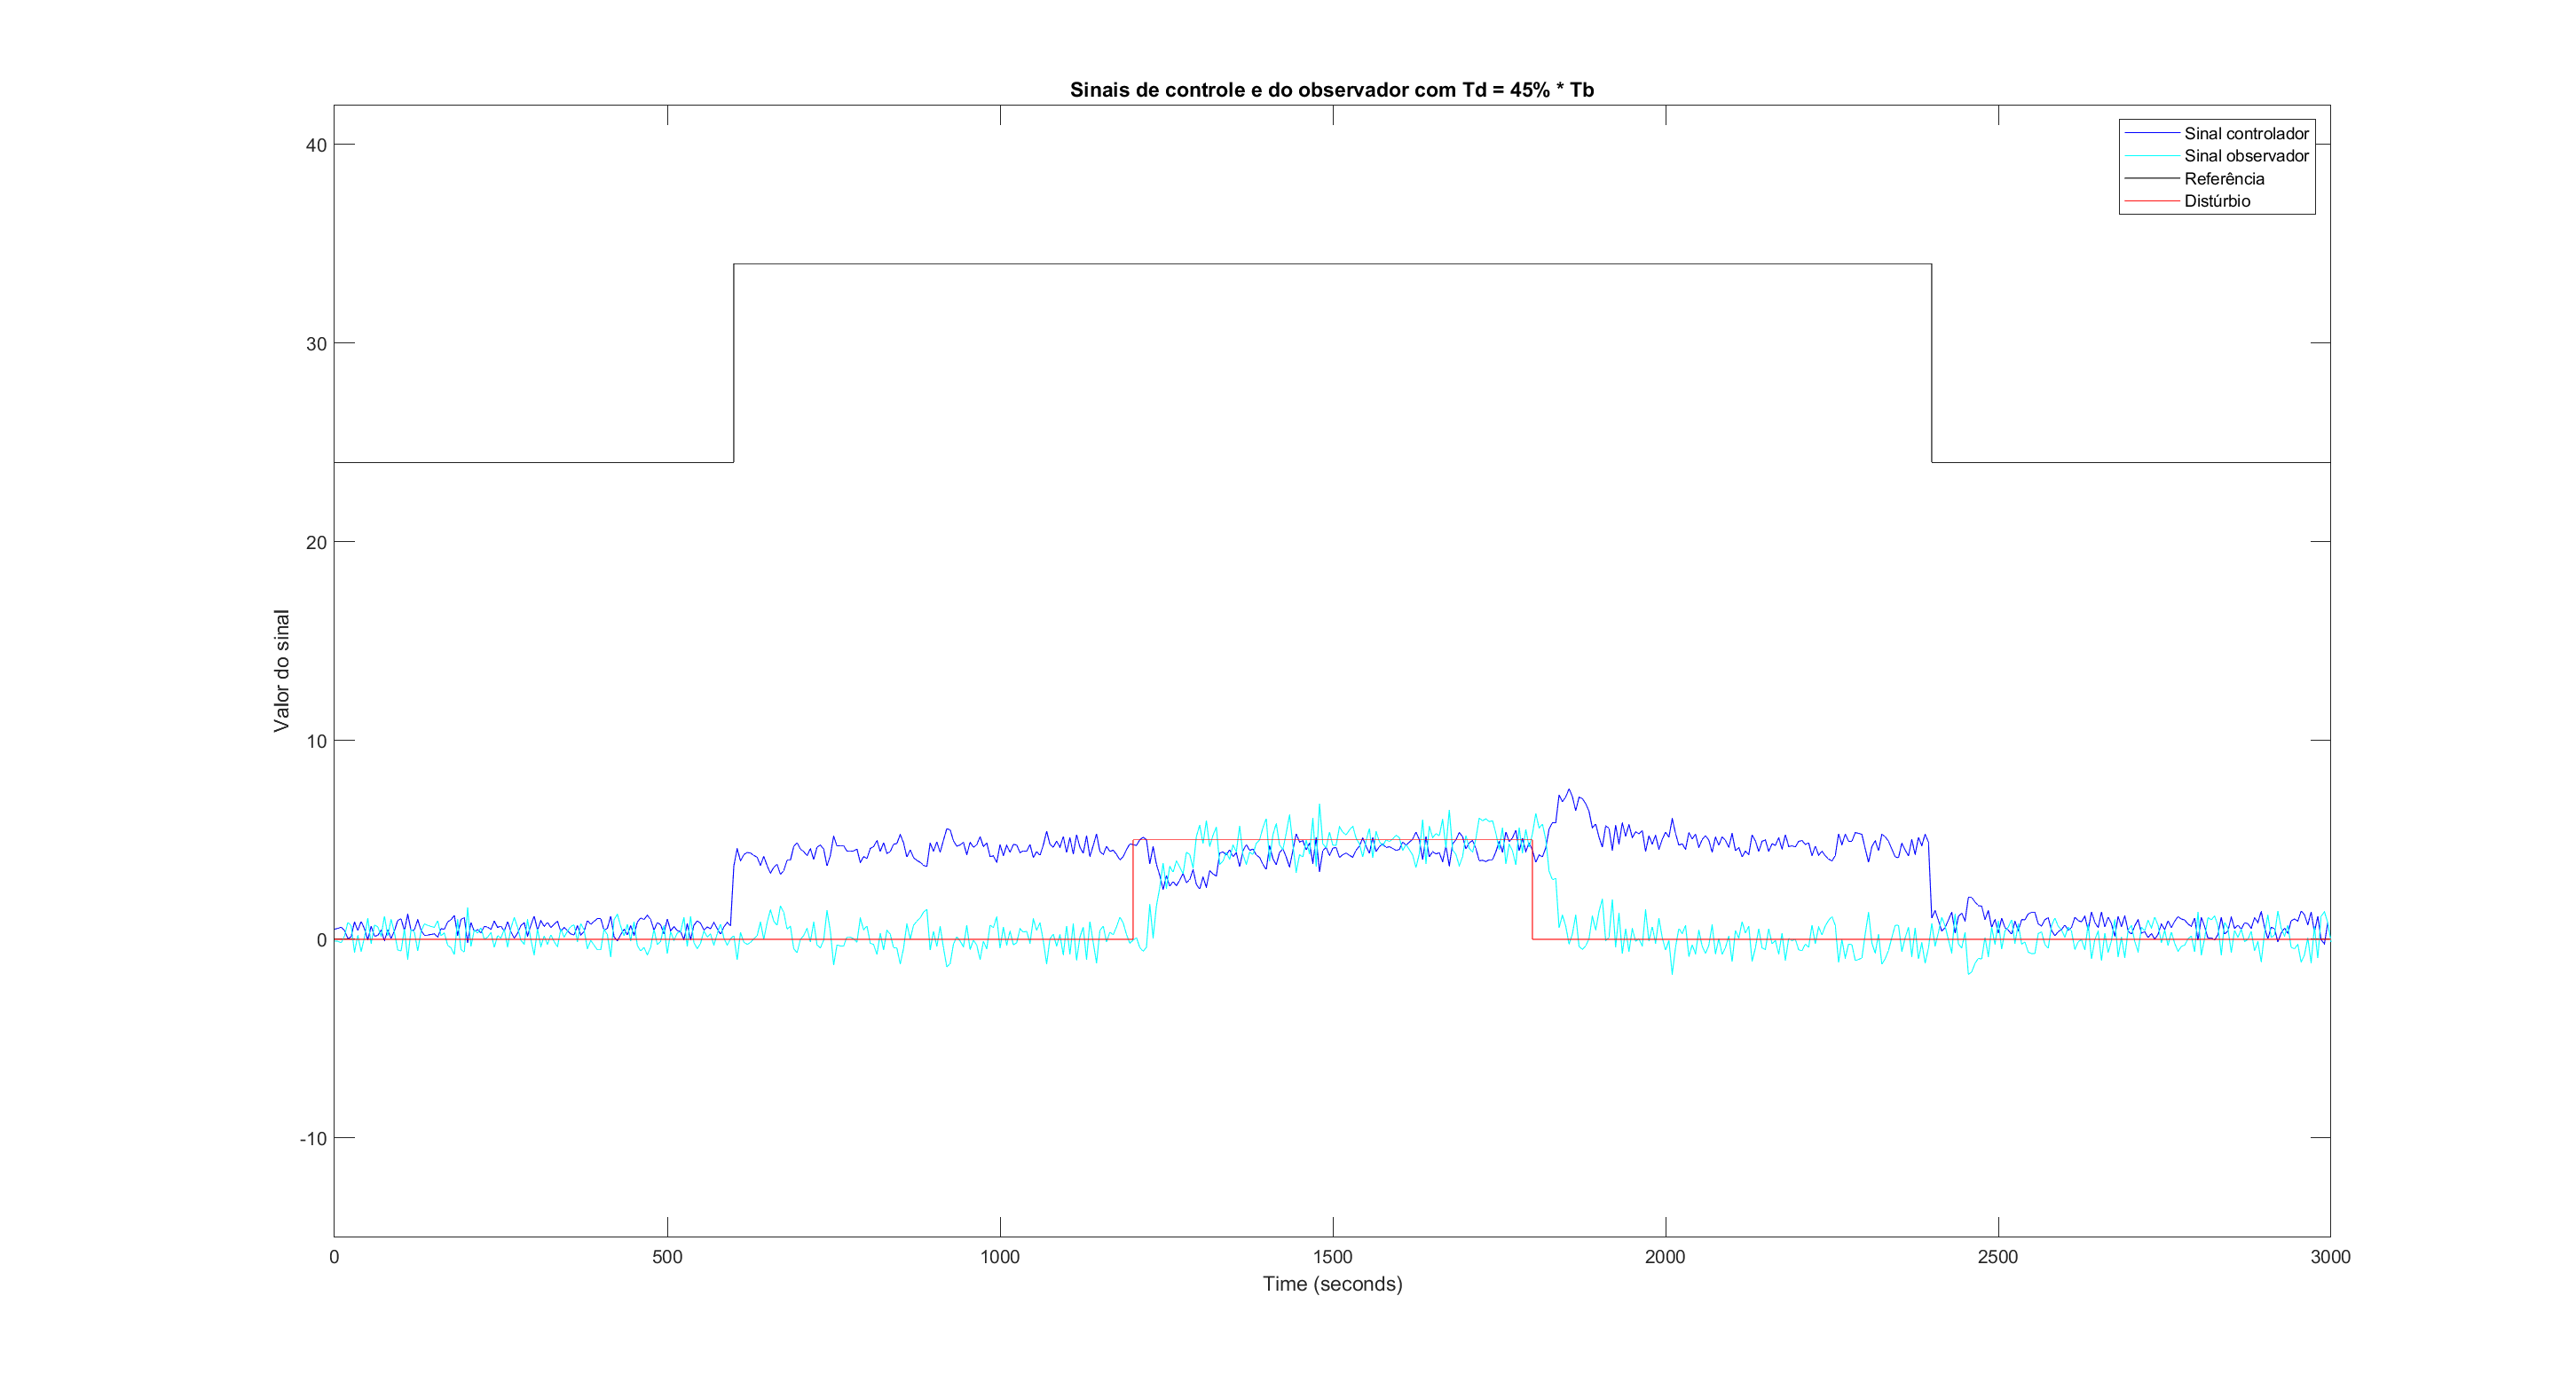 Sinais de controle e do observador com Td = 45% * Tb
Sinal controlador
Sinal observador
Referência
Distúrbio
40
30
20
10
0
-10
Valor do sinal
0 500 1000 1500 2000 2500 3000
Time (seconds)